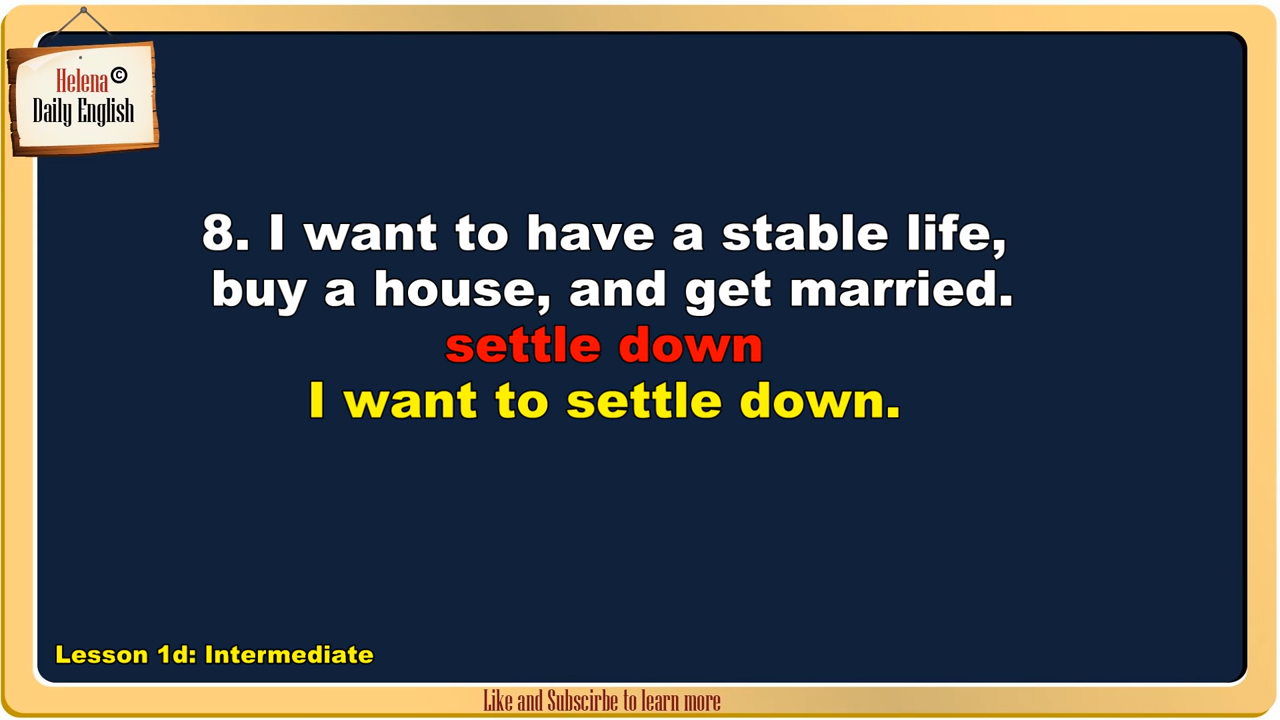 Helena ©
Daily English
8. I want to have a stable life,
buy a house, and get married.
settle down
I want to settle down.
Lesson 1d: Intermediate
Like and Subscirbe to learn more